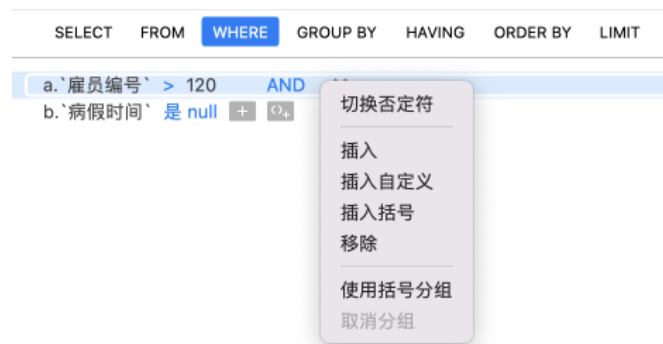 SELECT FROM WHERE GROUP BY HAVING ORDER BY LIMIT
a.`雇员编号` > 120 AND
b.`病假时间` 是 null
切换否定符
插入
插入自定义
插入括号
移除
使用括号分组
取消分组